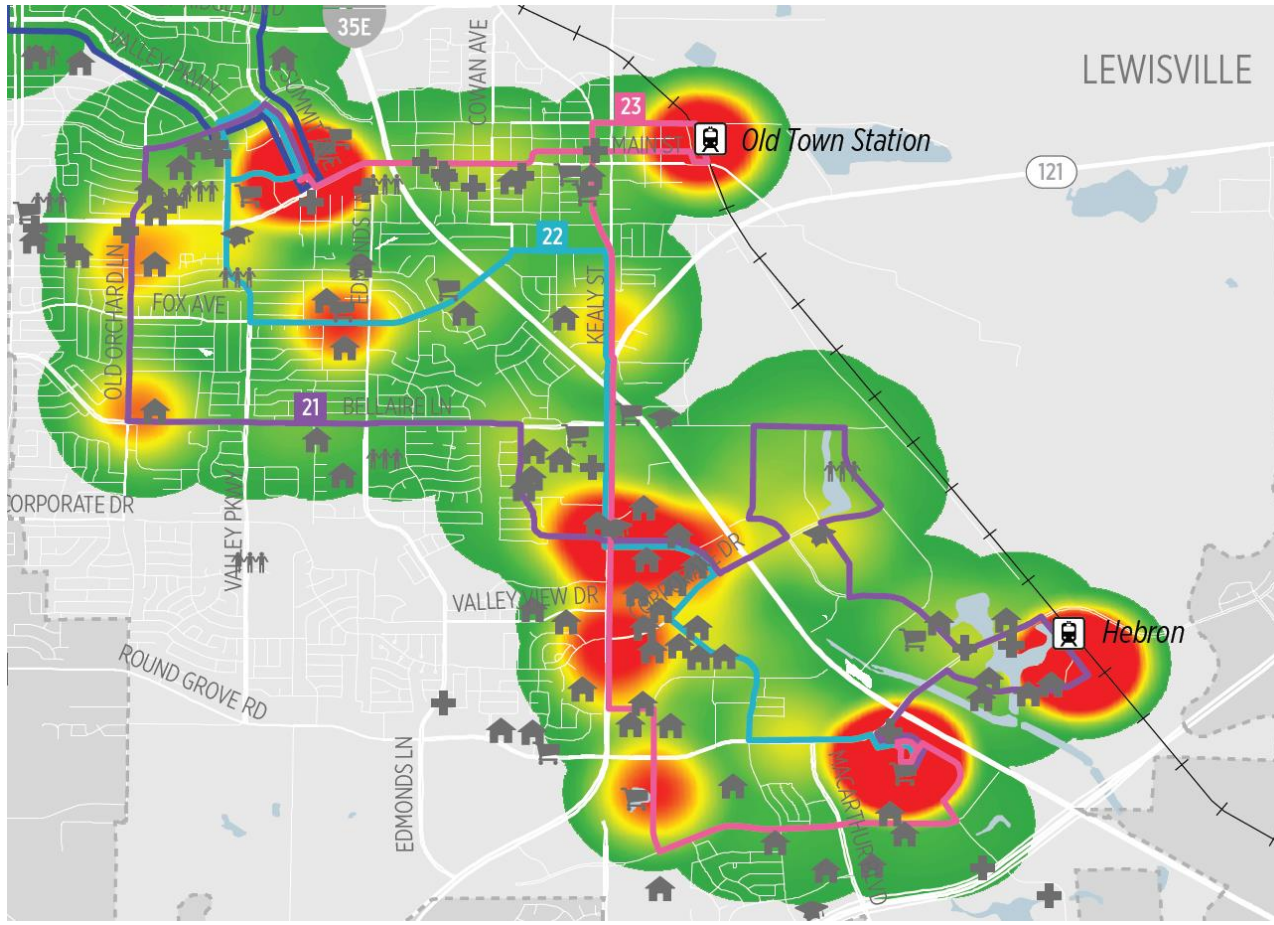 35E
VALLEY PKWY
SUMMIT
COWAN AVE
LEWISVILLE
23
MAIN ST
Old Town Station
121
22
EDMONDS LN
OLD ORCHARD LN
FOX AVE
KEALY ST
21
BELLAIRE LN
CORPORATE DR
VALLEY PKWY
VALLEY VIEW DR
Hebron
ROUND GROVE RD
EDMONDS LN
MACARTHUR BLVD